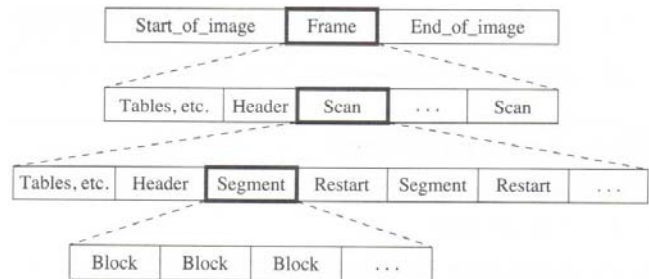 Start_of_image Frame End_of_image
Tables, etc. Header Scan . . . Scan
Tables, etc. Header Segment Restart Segment Restart . . .
Block Block Block . . .